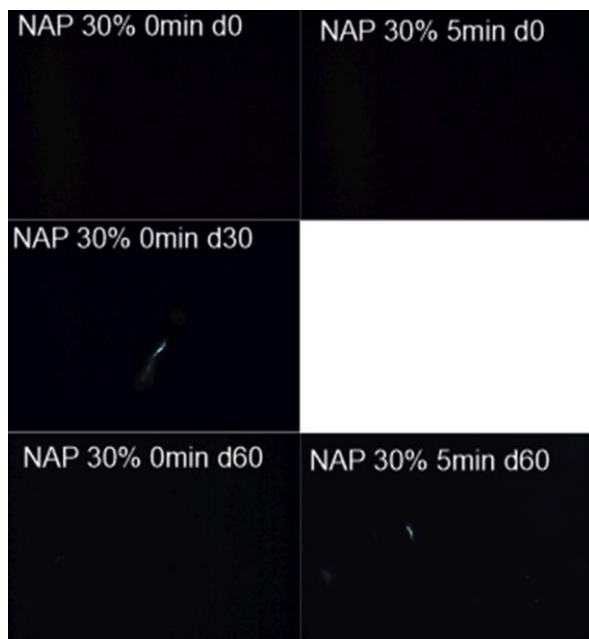 NAP 30% 0min d0
NAP 30% 5min d0
NAP 30% 0min d30
NAP 30% 0min d60
NAP 30% 5min d60